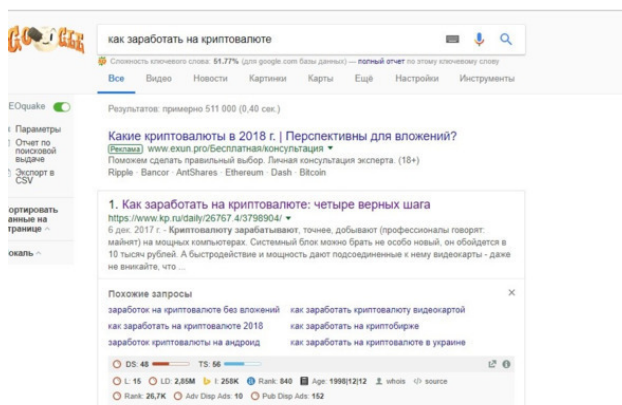 GOOGLE
как заработать на криптовалюте
Сложность ключевого слова: 51.77% (для google.com базы данных) — полный отчет по этому ключевому слову
Все Видео Новости Картинки Карты Ещё Настройки Инструменты
EOquake
Результатов: примерно 511 000 (0,40 сек.)
Параметры
Отчет по
поисковой
выдаче
Экспорт в
CSV
ортировать
анные на
транице
окаль
Какие криптовалюты в 2018 г. | Перспективны для вложений?
Реклама www.exun.pro/Бесплатная/консультация
Поможем сделать правильный выбор. Личная консультация эксперта. (18+)
Ripple · Bancor · AntShares · Ethereum · Dash · Bitcoin
1. Как заработать на криптовалюте: четыре верных шага
https://www.kp.ru/daily/26767.4/3798904/
6 дек. 2017 г. - Криптовалюту зарабатывают, точнее, добывают (профессионалы говорят:
майнят) на мощных компьютерах. Системный блок можно брать не особо новый, он обойдется в
10 тысяч рублей. А быстродействие и мощность дают подсоединенные к нему видеокарты - даже
не вникайте, что ...
Похожие запросы
заработок на криптовалюте без вложений как заработать криптовалюту видеокартой
как заработать на криптовалюте 2018 как заработать на криптобирже
заработок криптовалюты на андроид как заработать на криптовалюте в украине
DS: 48 TS: 56
L: 15 LD: 2,85M I: 258K Rank: 840 Age: 1998|12|12 whois </> source
Rank: 26,7K Adv Disp Ads: 10 Pub Disp Ads: 152